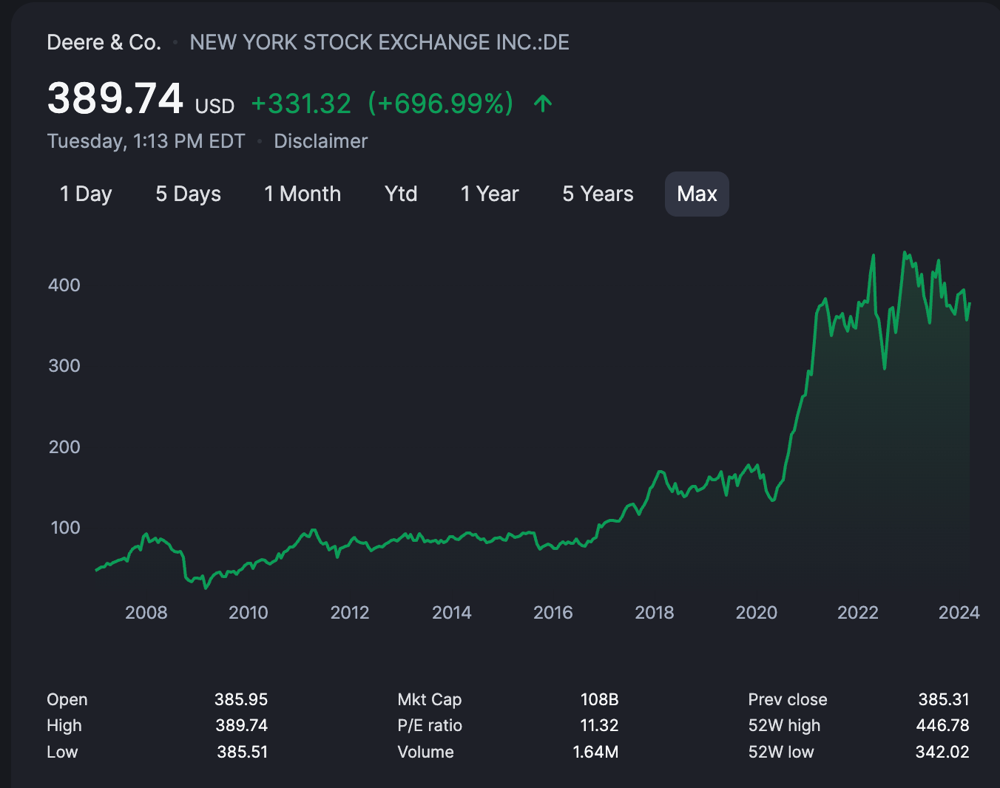 Deere & Co. · NEW YORK STOCK EXCHANGE INC.:DE
389.74 USD +331.32 (+696.99%) ↑
Tuesday, 1:13 PM EDT · Disclaimer
1 Day 5 Days 1 Month Ytd 1 Year 5 Years Max
400
300
200
100
2008 2010 2012 2014 2016 2018 2020 2022 2024
Open 385.95 Mkt Cap 108B Prev close 385.31
High 389.74 P/E ratio 11.32 52W high 446.78
Low 385.51 Volume 1.64M 52W low 342.02